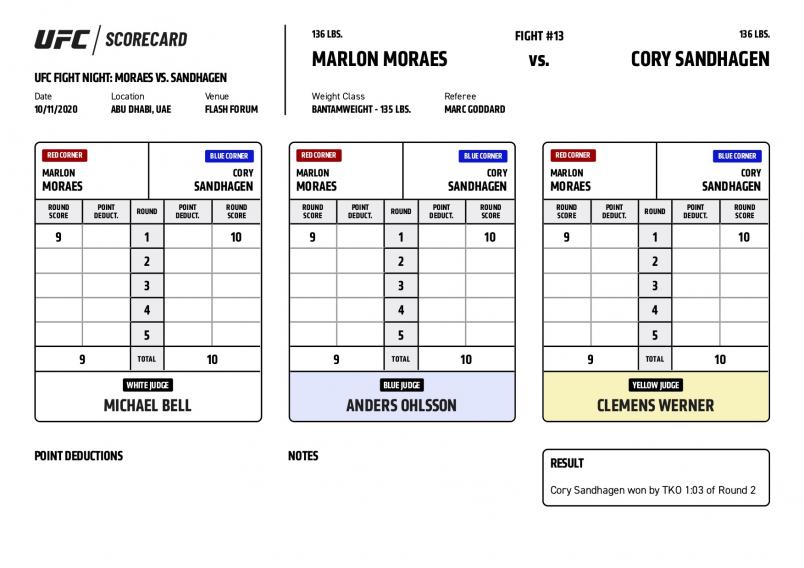 UFC / SCORECARD
UFC FIGHT NIGHT: MORAES VS. SANDHAGEN
Date Location Venue
10/11/2020 ABU DHABI, UAE FLASH FORUM
136 LBS. FIGHT #13 136 LBS.
MARLON MORAES vs. CORY SANDHAGEN
Weight Class Referee
BANTAMWEIGHT - 135 LBS. MARC GODDARD
RED CORNER BLUE CORNER
MARLON CORY
MORAES SANDHAGEN
ROUND SCORE POINT DEDUCT. ROUND POINT DEDUCT. ROUND SCORE
9 1 10
2
3
4
5
9 TOTAL 10
WHITE JUDGE
MICHAEL BELL
RED CORNER BLUE CORNER
MARLON CORY
MORAES SANDHAGEN
ROUND SCORE POINT DEDUCT. ROUND POINT DEDUCT. ROUND SCORE
9 1 10
2
3
4
5
9 TOTAL 10
BLUE JUDGE
ANDERS OHLSSON
RED CORNER BLUE CORNER
MARLON CORY
MORAES SANDHAGEN
ROUND SCORE POINT DEDUCT. ROUND POINT DEDUCT. ROUND SCORE
9 1 10
2
3
4
5
9 TOTAL 10
YELLOW JUDGE
CLEMENS WERNER
POINT DEDUCTIONS
NOTES
RESULT
Cory Sandhagen won by TKO 1:03 of Round 2